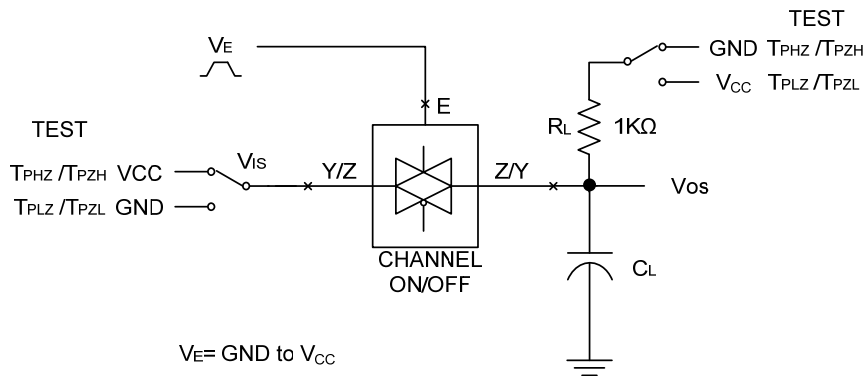 TEST
VE
GND TPHZ /TPZH
VCC TPLZ /TPZL
E
RL 1KΩ
TEST
VIS
TPHZ /TPZH VCC
Y/Z
Z/Y
Vos
TPLZ /TPZL GND
CHANNEL
ON/OFF
CL
VE= GND to VCC